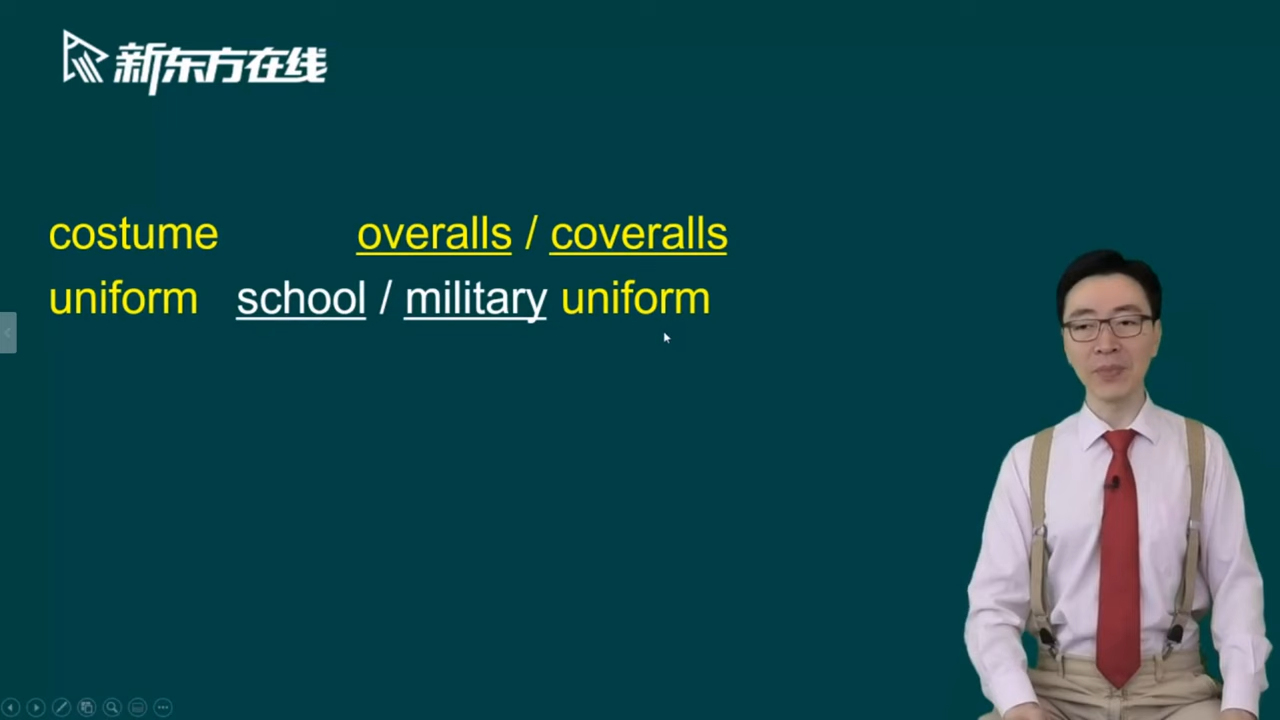 新东方在线
costume overalls / coveralls
uniform school / military uniform